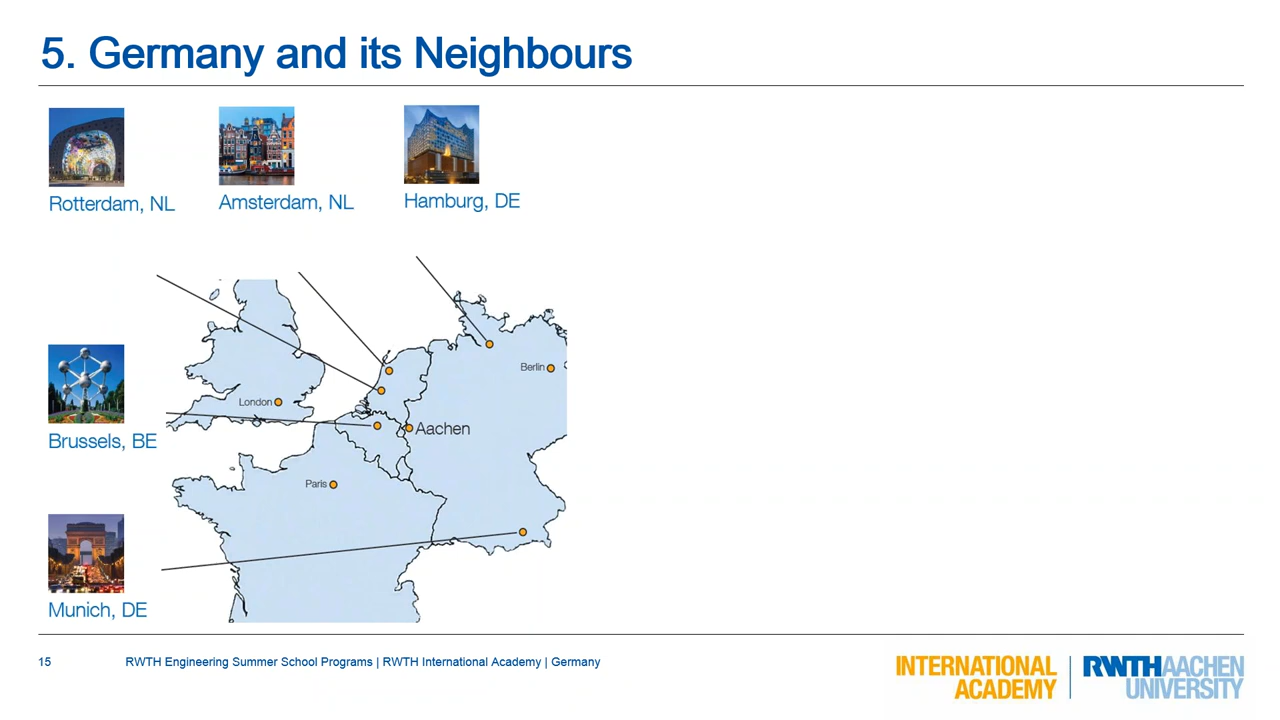 5. Germany and its Neighbours
Rotterdam, NL
Amsterdam, NL
Hamburg, DE
Berlin
London
Aachen
Brussels, BE
Paris
Munich, DE
15
RWTH Engineering Summer School Programs | RWTH International Academy | Germany
INTERNATIONAL
ACADEMY
RWTHAACHEN
UNIVERSITY